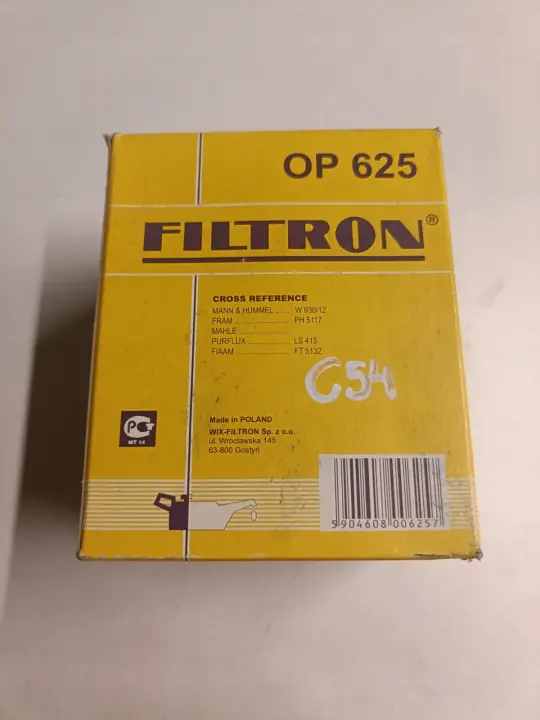 OP 625
FILTRON®
CROSS REFERENCE
MANN & HUMMEL ...... W 930/12
FRAM .......................... PH 5117
MAHLE ......................
PURFLUX .................. LS 415
FIAAM ........................ FT 5132
C54
Made in POLAND
WIX-FILTRON Sp. z o.o.
ul. Wrocławska 145
63-800 Gostyń
PCT
MT 14
5904608006257